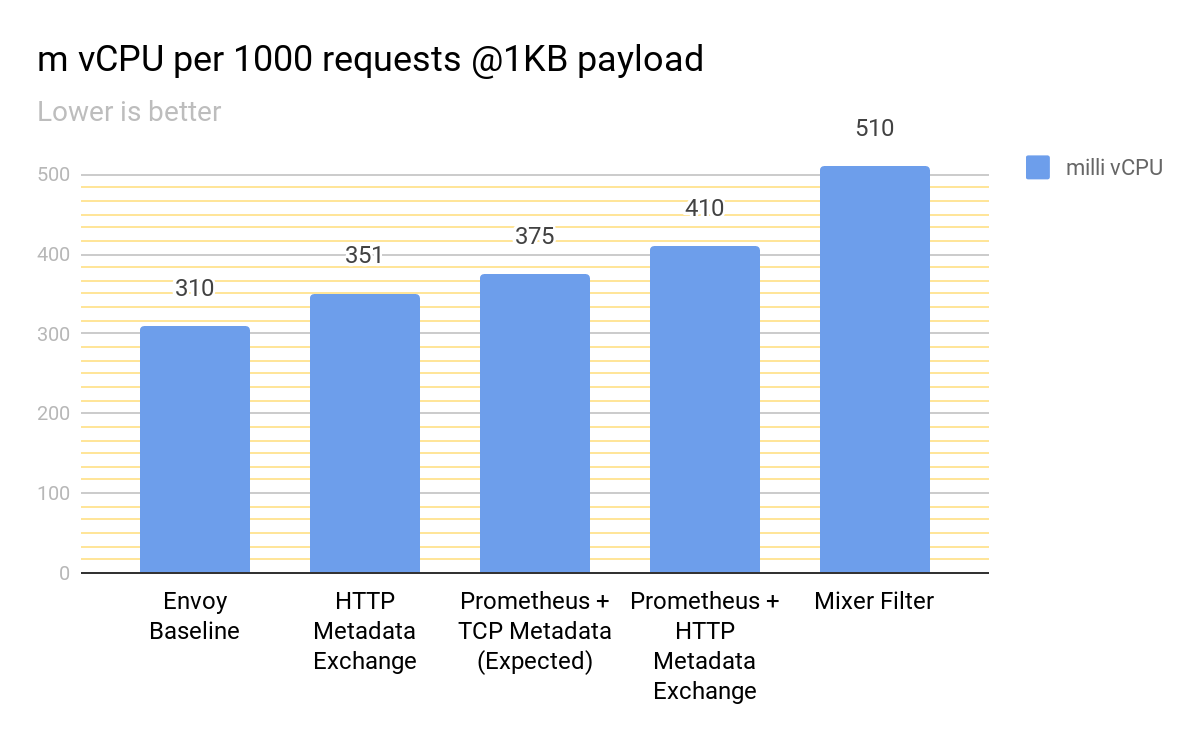 m vCPU per 1000 requests @1KB payload
Lower is better
milli vCPU
500
400
300
200
100
0
310
351
375
410
510
Envoy
Baseline
HTTP
Metadata
Exchange
Prometheus +
TCP Metadata
(Expected)
Prometheus +
HTTP
Metadata
Exchange
Mixer Filter